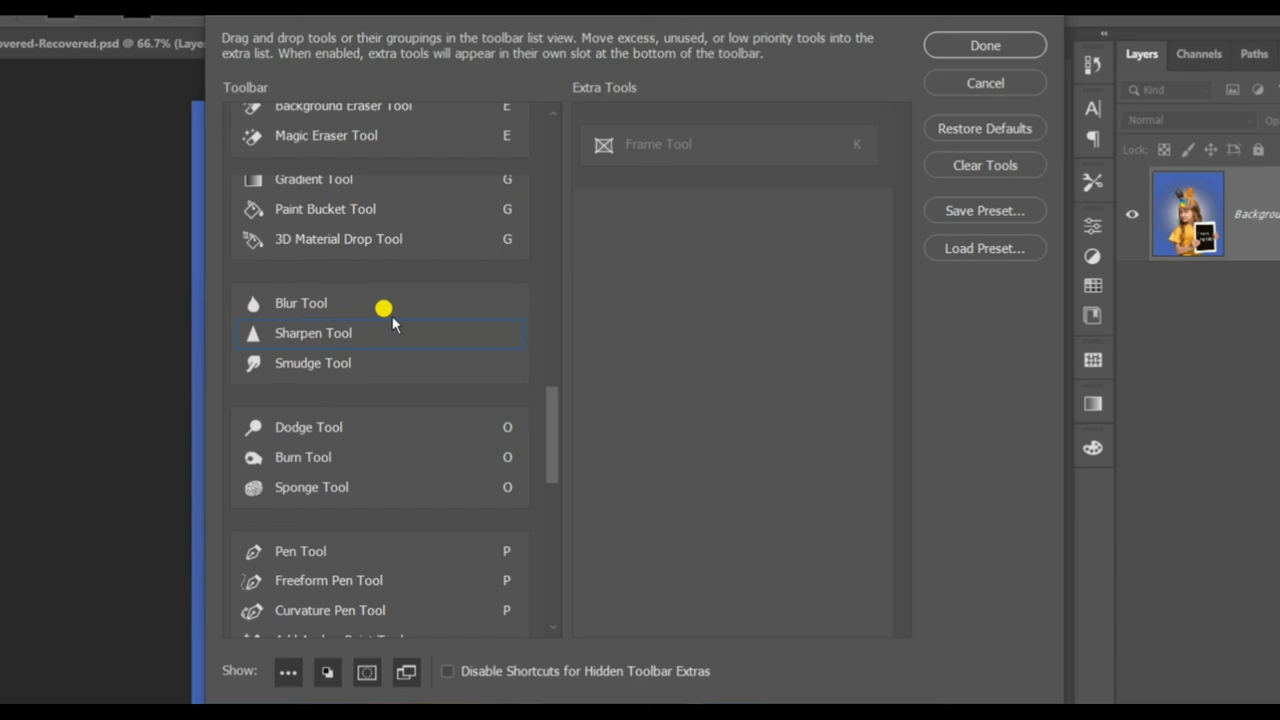 overed-Recovered.psd @ 66.7% (Laye
Drag and drop tools or their groupings in the toolbar list view. Move excess, unused, or low priority tools into the
extra list. When enabled, extra tools will appear in their own slot at the bottom of the toolbar.
Done
Cancel
Restore Defaults
Clear Tools
Save Preset...
Load Preset...
Toolbar
Background Eraser Tool E
Magic Eraser Tool E
Gradient Tool G
Paint Bucket Tool G
3D Material Drop Tool G
Blur Tool
Sharpen Tool
Smudge Tool
Dodge Tool O
Burn Tool O
Sponge Tool O
Pen Tool P
Freeform Pen Tool P
Curvature Pen Tool P
Extra Tools
Frame Tool K
Show:
Disable Shortcuts for Hidden Toolbar Extras
Layers Channels Paths
Kind
Normal Op
Lock:
Backgrou